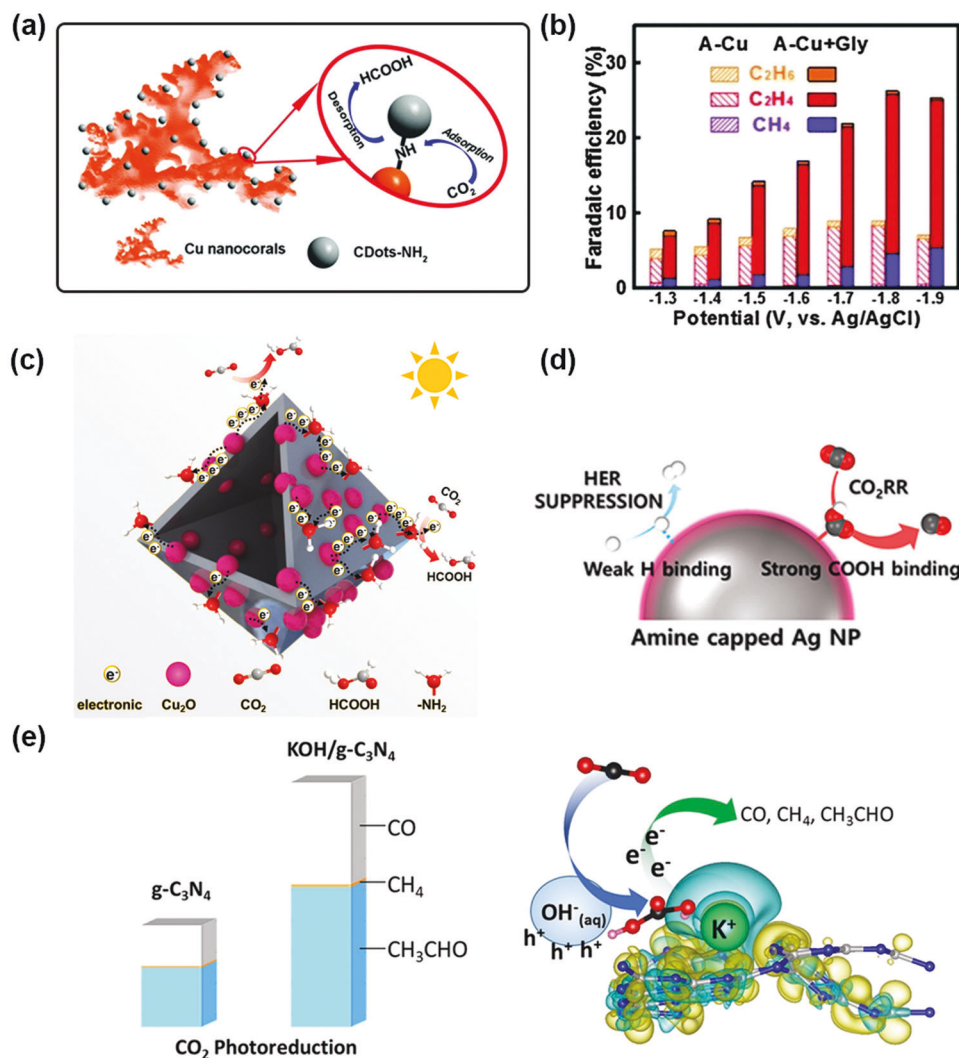 (a)
HCOOH
Desorption
NH
Adsorption
CO₂
Cu nanocorals
CDots-NH₂
(b)
Faradaic efficiency (%)
30
20
10
0
A-Cu A-Cu+Gly
C₂H₆
C₂H₄
CH₄
-1.3 -1.4 -1.5 -1.6 -1.7 -1.8 -1.9
Potential (V, vs. Ag/AgCl)
(c)
e⁻
CO₂
HCOOH
e⁻
electronic
Cu₂O
CO₂
HCOOH
-NH₂
(d)
HER
SUPPRESSION
CO₂RR
Weak H binding
Strong COOH binding
Amine capped Ag NP
(e)
KOH/g-C₃N₄
CO
g-C₃N₄
CH₄
CH₃CHO
CO₂ Photoreduction
CO, CH₄, CH₃CHO
e⁻
e⁻
e⁻
OH⁻(aq)
h⁺ h⁺ h⁺
K⁺